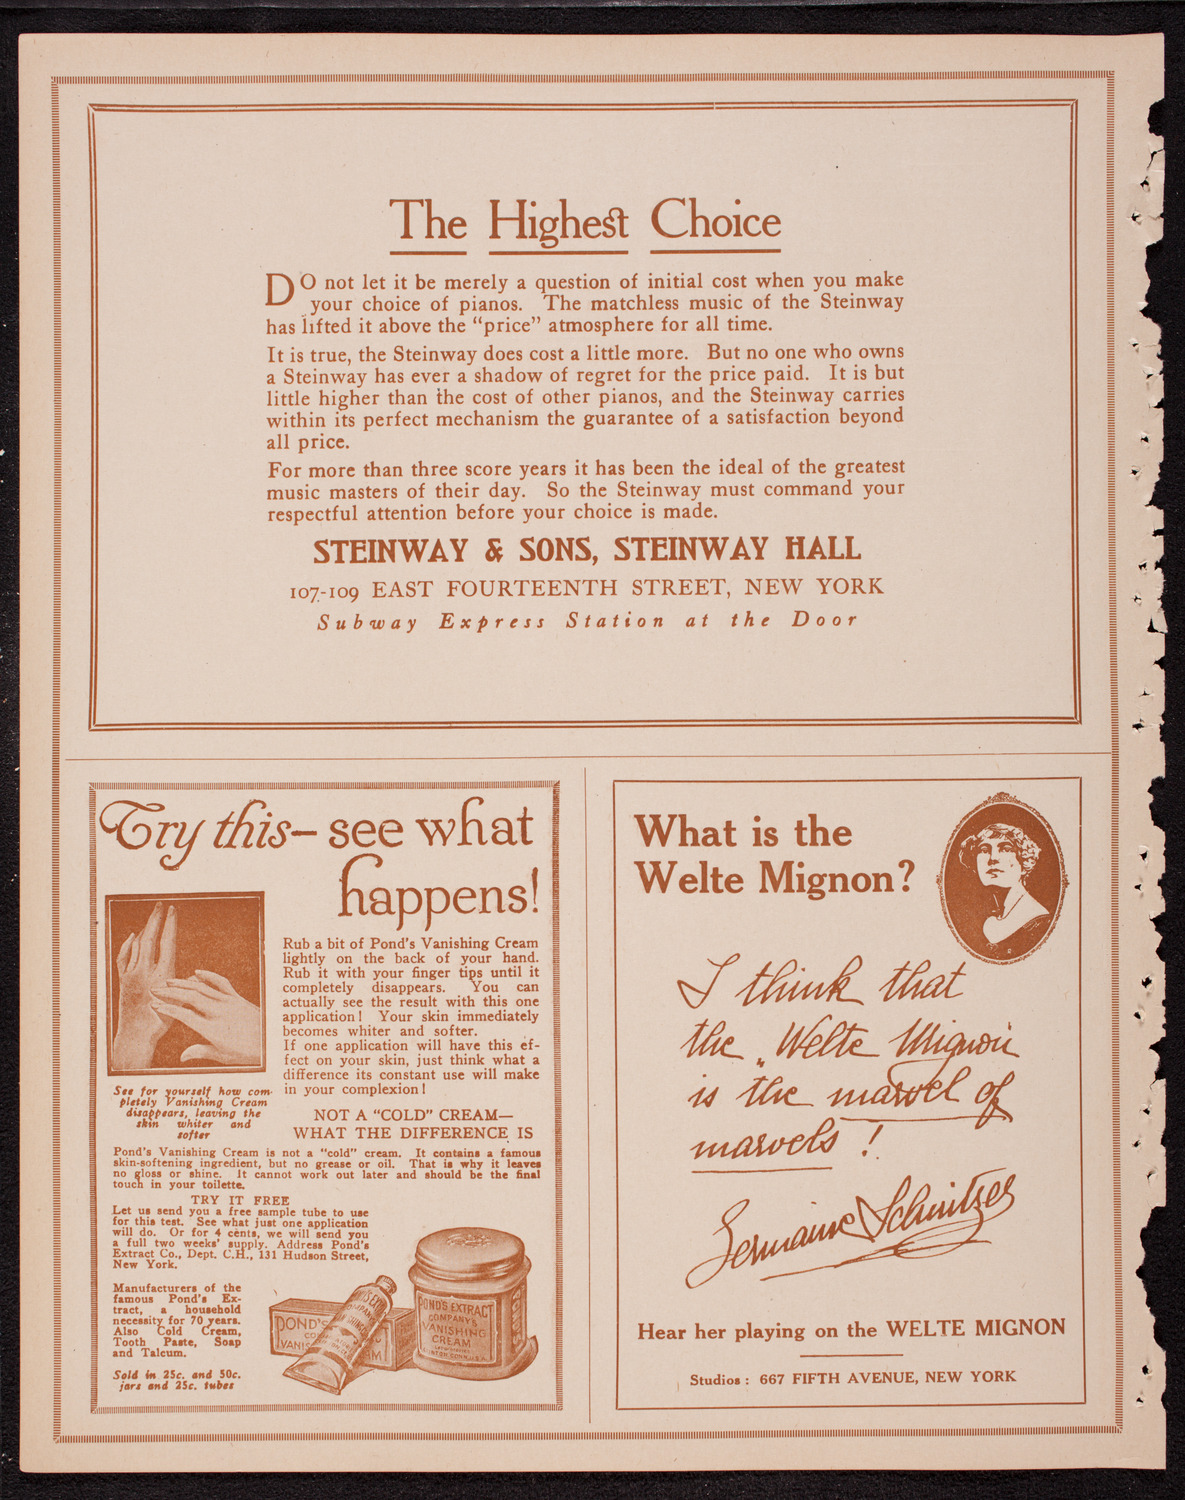 The Highest Choice
DO not let it be merely a question of initial cost when you make
your choice of pianos. The matchless music of the Steinway
has lifted it above the “price” atmosphere for all time.
It is true, the Steinway does cost a little more. But no one who owns
a Steinway has ever a shadow of regret for the price paid. It is but
little higher than the cost of other pianos, and the Steinway carries
within its perfect mechanism the guarantee of a satisfaction beyond
all price.
For more than three score years it has been the ideal of the greatest
music masters of their day. So the Steinway must command your
respectful attention before your choice is made.
STEINWAY & SONS, STEINWAY HALL
107-109 EAST FOURTEENTH STREET, NEW YORK
Subway Express Station at the Door
Try this—see what
happens!
Rub a bit of Pond's Vanishing Cream
lightly on the back of your hand.
Rub it with your finger tips until it
completely disappears. You can
actually see the result with this one
application! Your skin immediately
becomes whiter and softer.
If one application will have this ef-
fect on your skin, just think what a
difference its constant use will make
in your complexion!
See for yourself how com-
pletely Vanishing Cream
disappears, leaving the
skin whiter and
softer
NOT A “COLD” CREAM—
WHAT THE DIFFERENCE IS
Pond's Vanishing Cream is not a “cold” cream. It contains a famous
skin-softening ingredient, but no grease or oil. That is why it leaves
no gloss or shine. It cannot work out later and should be the final
touch in your toilette.
TRY IT FREE
Let us send you a free sample tube to use
for this test. See what just one application
will do. Or for 4 cents, we will send you
a full two weeks' supply. Address Pond's
Extract Co., Dept. C.H., 131 Hudson Street,
New York.
Manufacturers of the
famous Pond's Ex-
tract, a household
necessity for 70 years.
Also Cold Cream,
Tooth Paste, Soap
and Talcum.
Sold in 25c. and 50c.
jars and 25c. tubes
POND'S
VANIS
POND'S EXTRACT
COMPANY'S
VANISHING
CREAM
What is the
Welte Mignon?
I think that
the „Welte Mignon
is the marvel of
marvels!
Germaine Schnitzer
Hear her playing on the WELTE MIGNON
Studios: 667 FIFTH AVENUE, NEW YORK